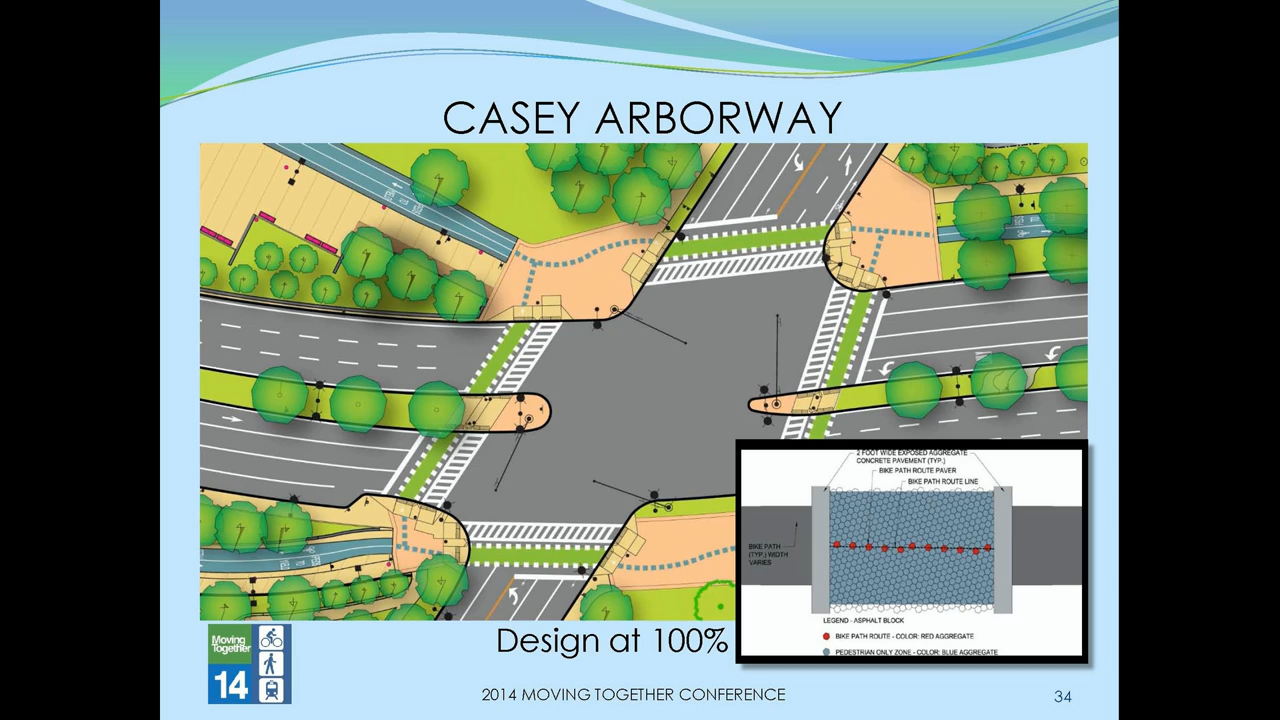 CASEY ARBORWAY
2 FOOT WIDE EXPOSED AGGREGATE
CONCRETE PAVEMENT (TYP.)
BIKE PATH ROUTE PAVER
BIKE PATH ROUTE LINE
BIKE PATH
(TYP.) WIDTH
VARIES
LEGEND - ASPHALT BLOCK
BIKE PATH ROUTE - COLOR: RED AGGREGATE
PEDESTRIAN ONLY ZONE - COLOR: BLUE AGGREGATE
Design at 100%
Moving
Together
14
2014 MOVING TOGETHER CONFERENCE
34